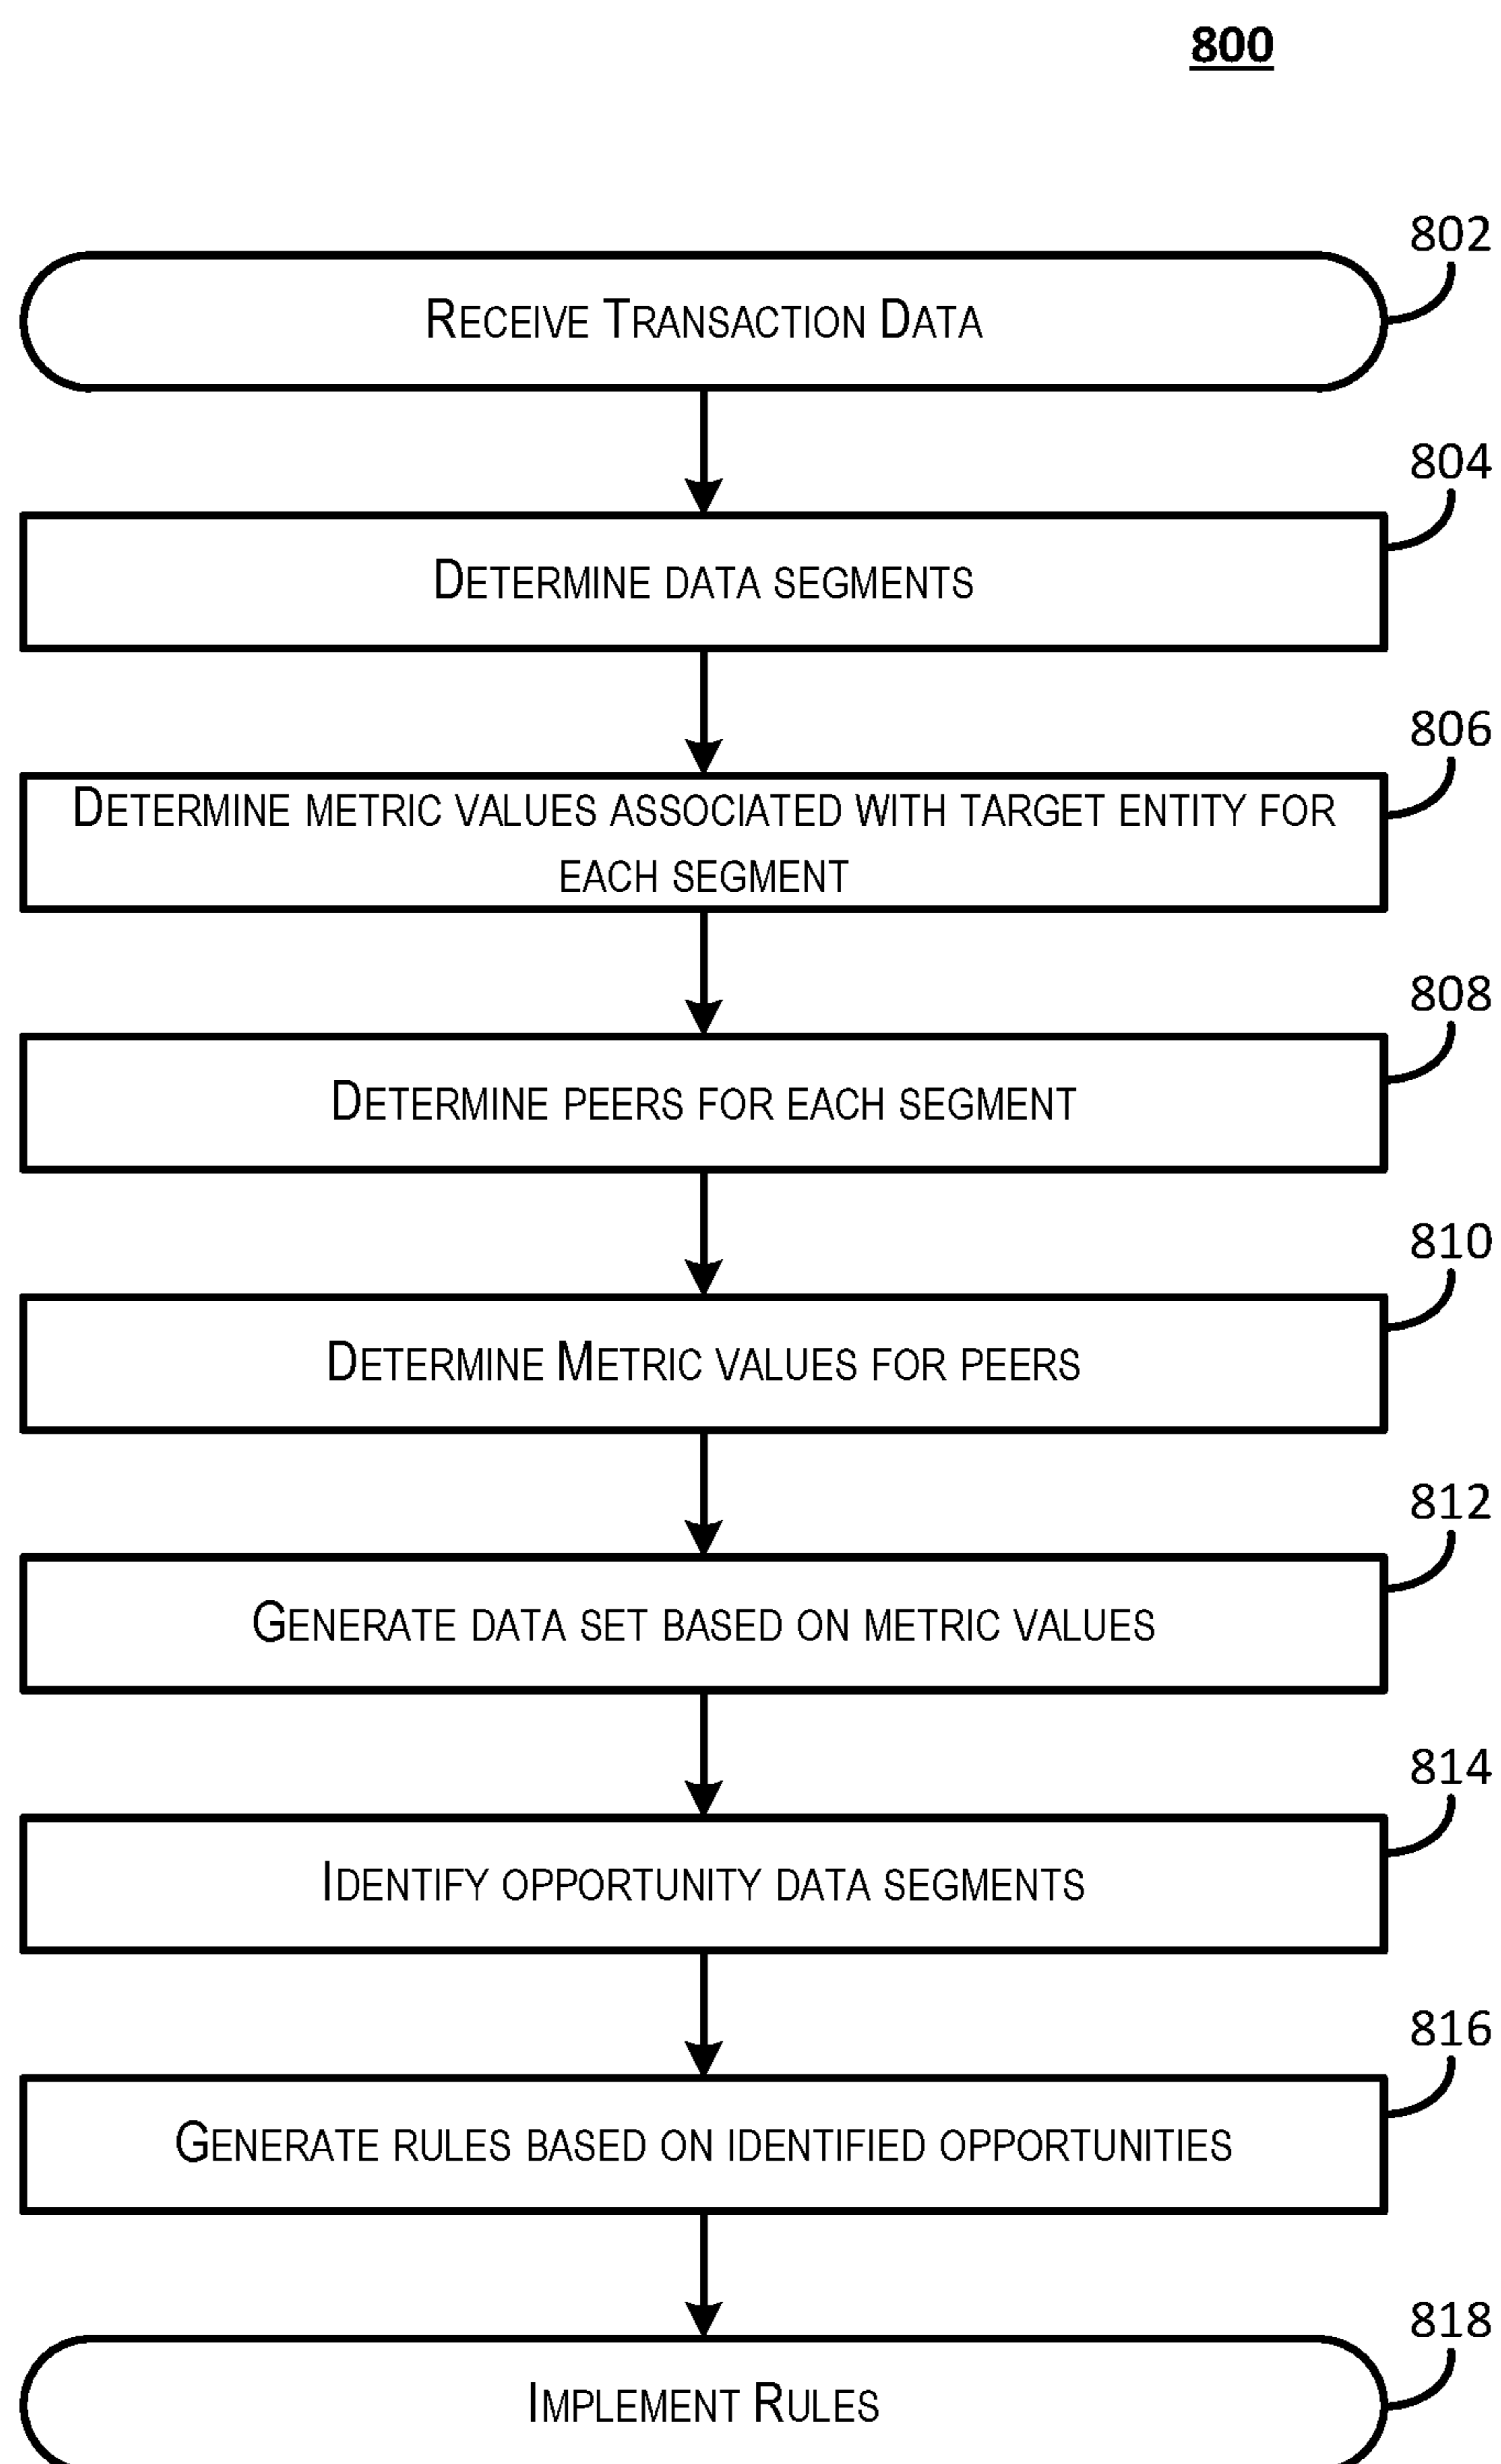 800
802
RECEIVE TRANSACTION DATA
804
DETERMINE DATA SEGMENTS
806
DETERMINE METRIC VALUES ASSOCIATED WITH TARGET ENTITY FOR
EACH SEGMENT
808
DETERMINE PEERS FOR EACH SEGMENT
810
DETERMINE METRIC VALUES FOR PEERS
812
GENERATE DATA SET BASED ON METRIC VALUES
814
IDENTIFY OPPORTUNITY DATA SEGMENTS
816
GENERATE RULES BASED ON IDENTIFIED OPPORTUNITIES
818
IMPLEMENT RULES